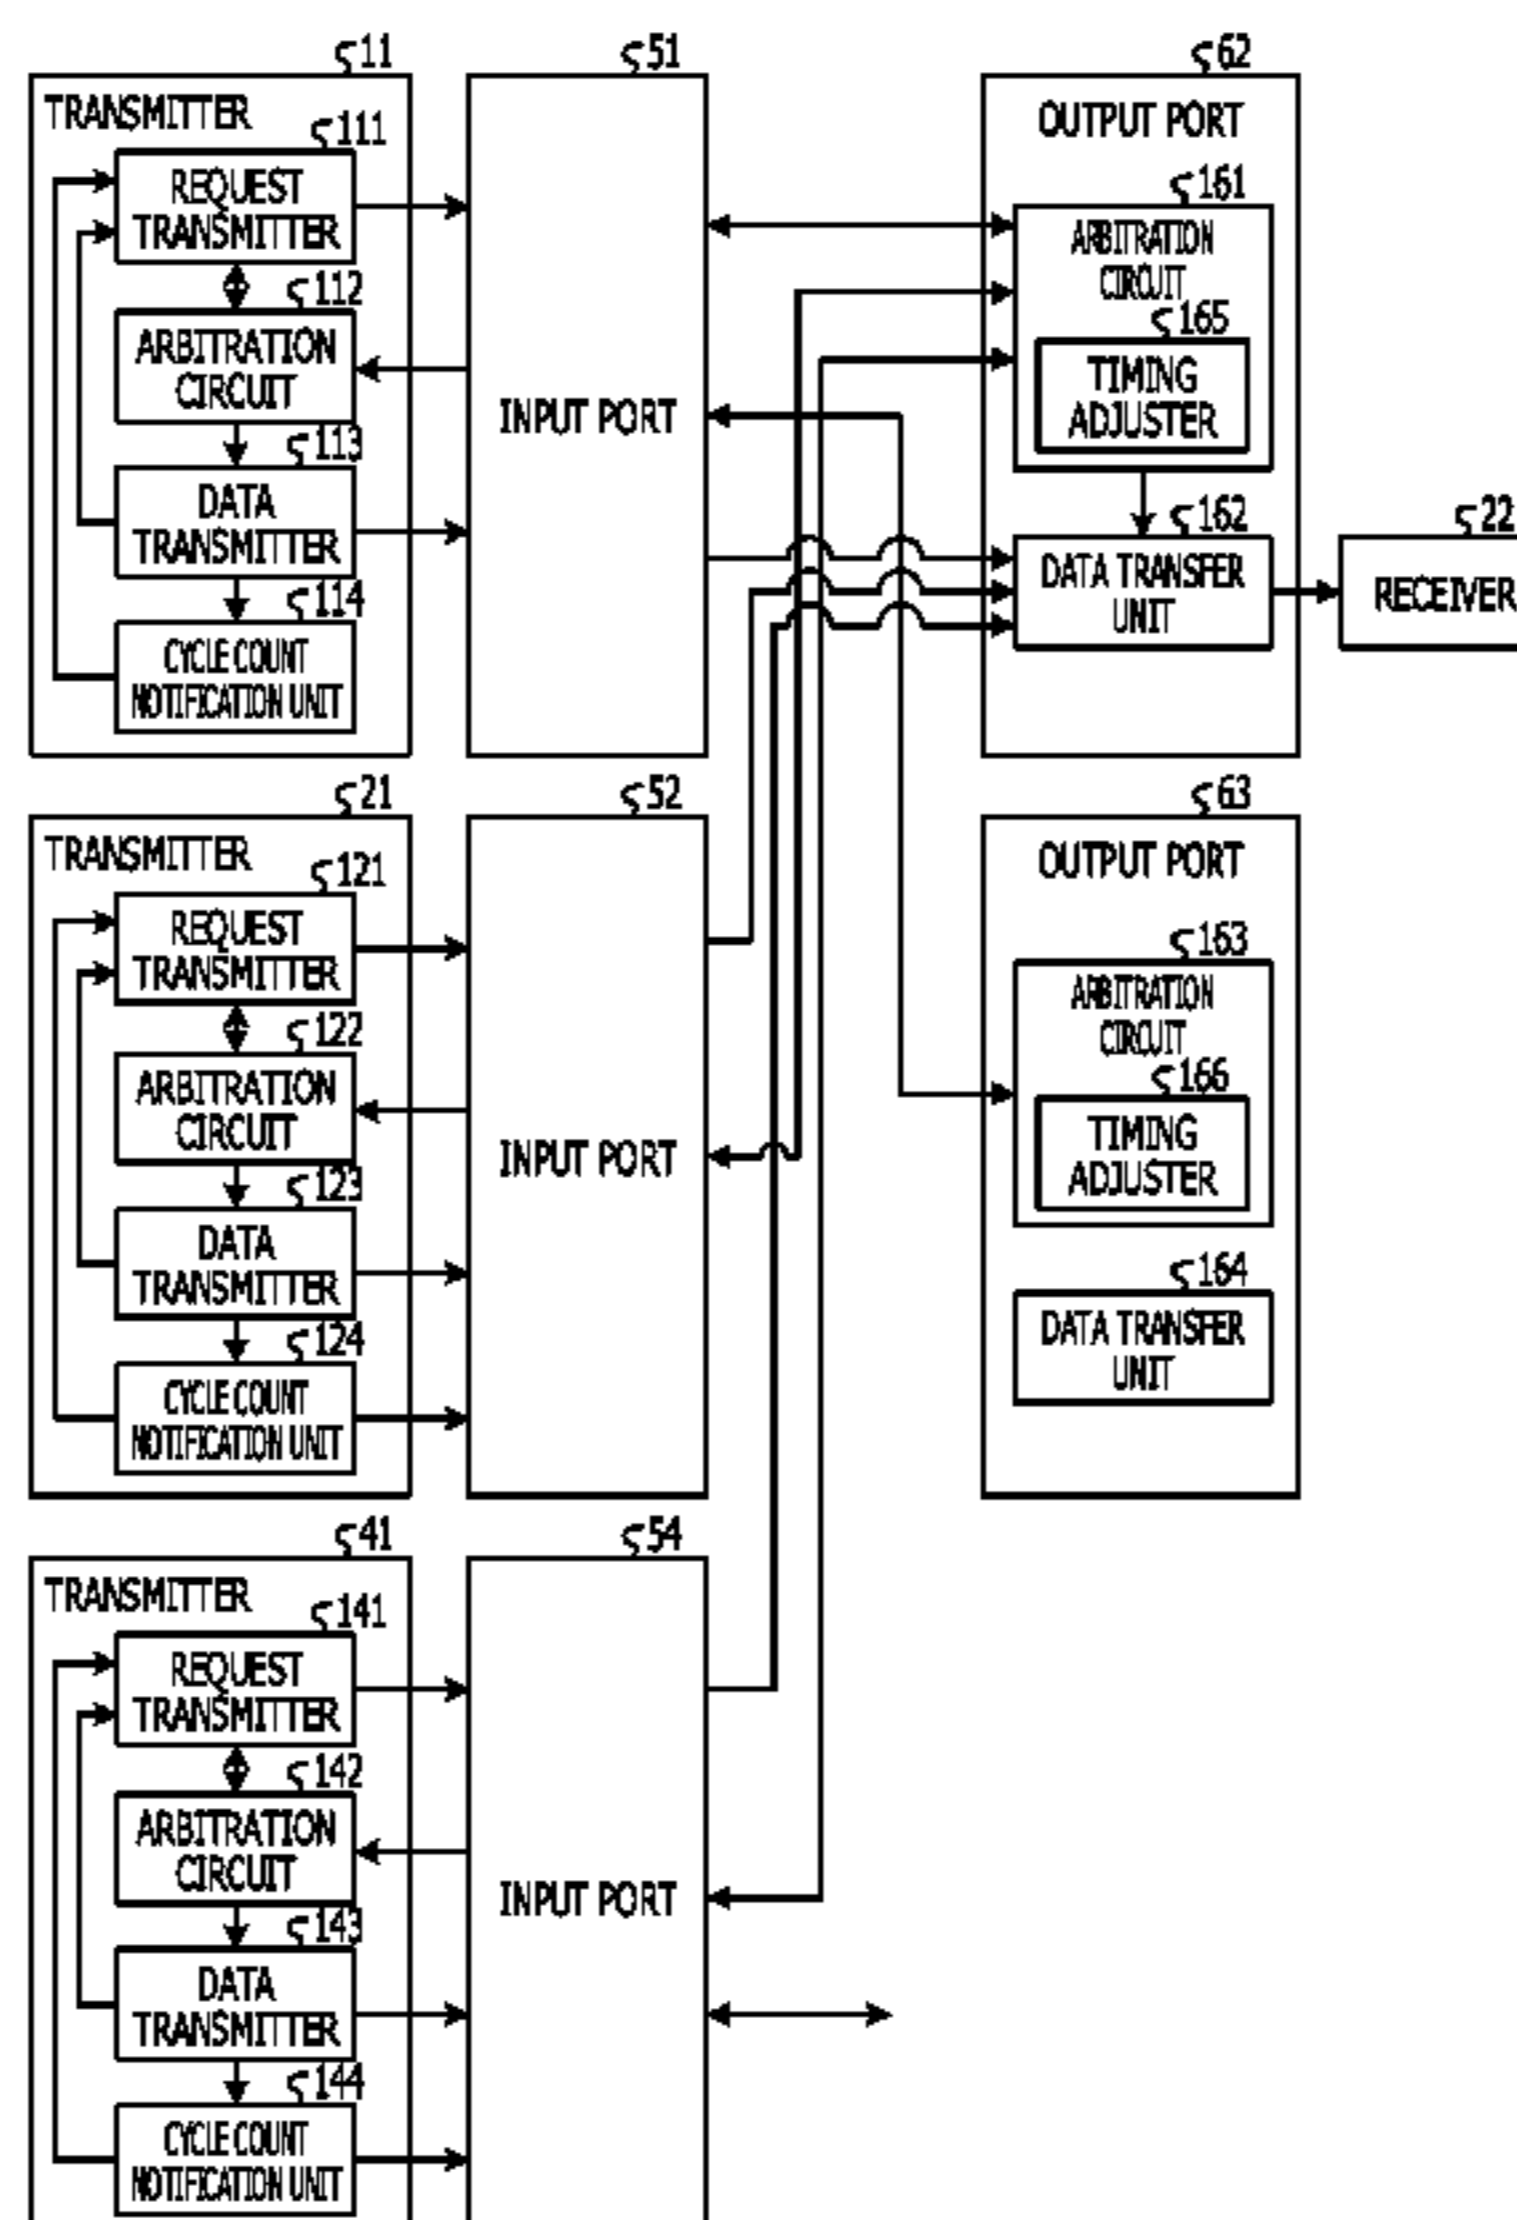 11
TRANSMITTER
111
REQUEST
TRANSMITTER
112
ARBITRATION
CIRCUIT
113
DATA
TRANSMITTER
114
CYCLE COUNT
NOTIFICATION UNIT
51
INPUT PORT
62
OUTPUT PORT
161
ARBITRATION
CIRCUIT
165
TIMING
ADJUSTER
162
DATA TRANSFER
UNIT
22
RECEIVER
21
TRANSMITTER
121
REQUEST
TRANSMITTER
122
ARBITRATION
CIRCUIT
123
DATA
TRANSMITTER
124
CYCLE COUNT
NOTIFICATION UNIT
52
INPUT PORT
63
OUTPUT PORT
163
ARBITRATION
CIRCUIT
166
TIMING
ADJUSTER
164
DATA TRANSFER
UNIT
41
TRANSMITTER
141
REQUEST
TRANSMITTER
142
ARBITRATION
CIRCUIT
143
DATA
TRANSMITTER
144
CYCLE COUNT
NOTIFICATION UNIT
54
INPUT PORT